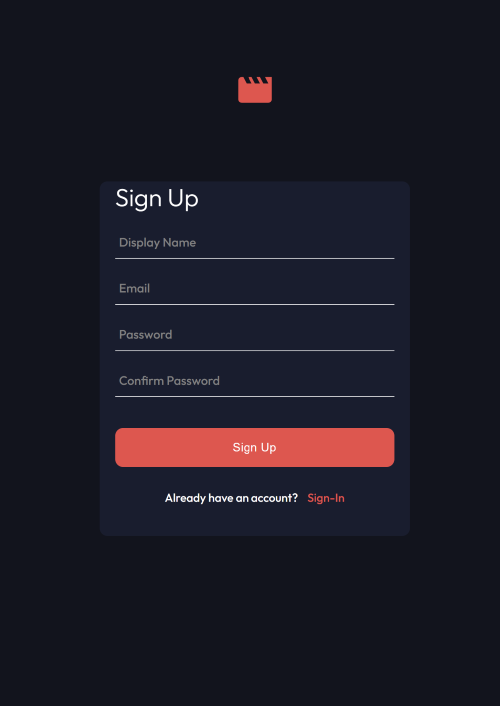 Sign Up
Display Name
Email
Password
Confirm Password
Sign Up
Already have an account? Sign-In